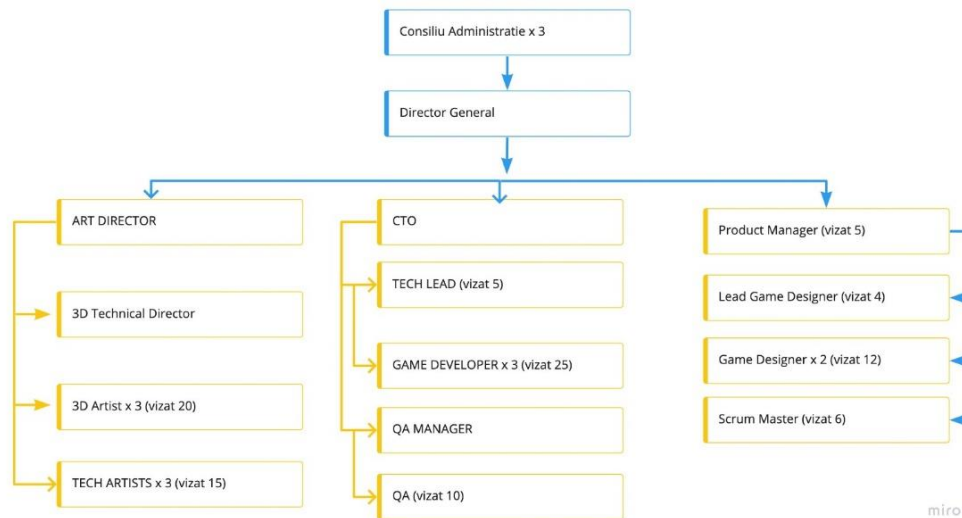 Consiliu Administratie x 3
Director General
ART DIRECTOR
3D Technical Director
3D Artist x 3 (vizat 20)
TECH ARTISTS x 3 (vizat 15)
CTO
TECH LEAD (vizat 5)
GAME DEVELOPER x 3 (vizat 25)
QA MANAGER
QA (vizat 10)
Product Manager (vizat 5)
Lead Game Designer (vizat 4)
Game Designer x 2 (vizat 12)
Scrum Master (vizat 6)
miro